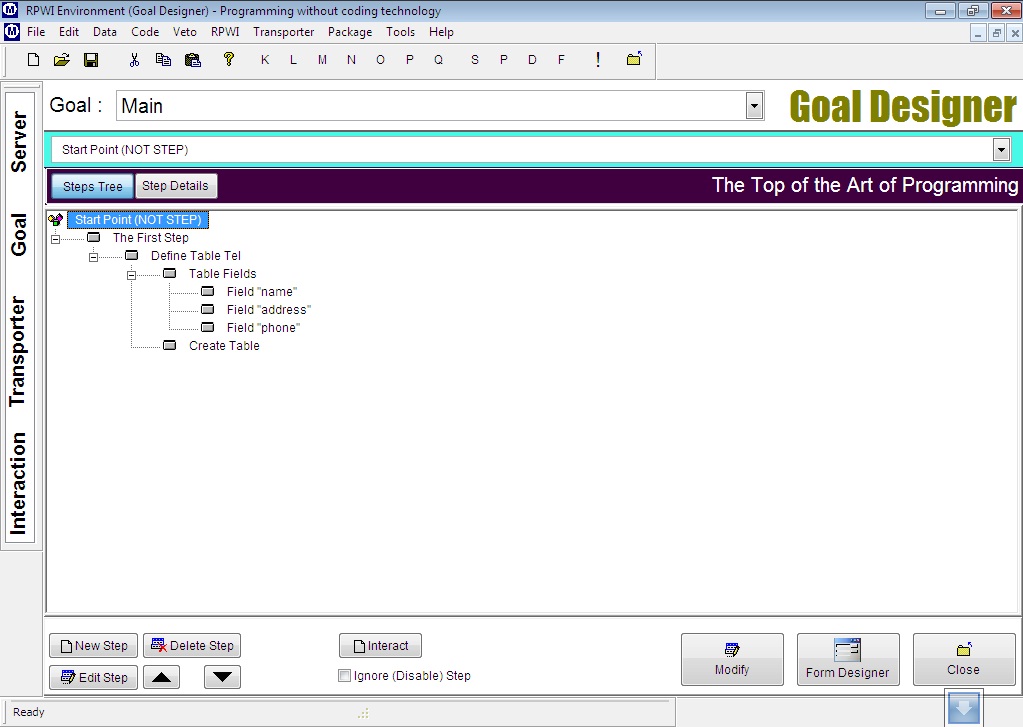 RPWI Environment (Goal Designer) - Programming without coding technology
File Edit Data Code Veto RPWI Transporter Package Tools Help
? K L M N O P Q S P D F !
Server
Goal
Transporter
Interaction
Goal : Main
Goal Designer
Start Point (NOT STEP)
Steps Tree Step Details The Top of the Art of Programming
Start Point (NOT STEP)
The First Step
Define Table Tel
Table Fields
Field "name"
Field "address"
Field "phone"
Create Table
New Step Delete Step Interact
Edit Step Ignore (Disable) Step
Modify Form Designer Close
Ready